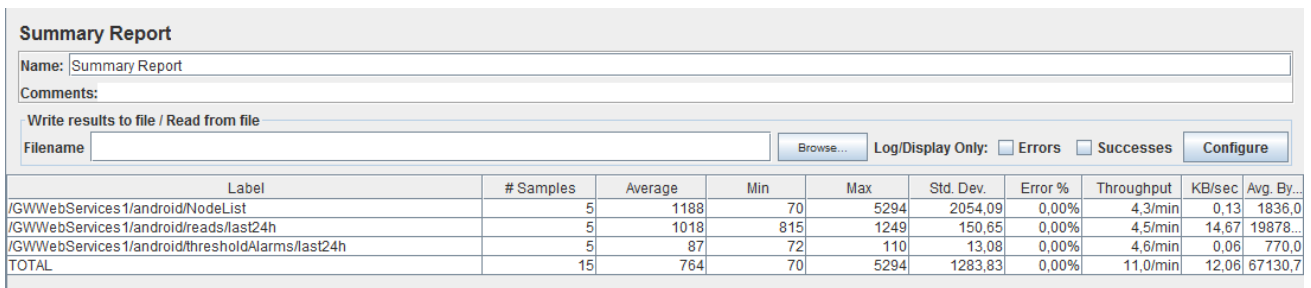 Summary Report
Name: Summary Report
Comments:
Write results to file / Read from file
Filename Browse... Log/Display Only: Errors Successes Configure
Label # Samples Average Min Max Std. Dev. Error % Throughput KB/sec Avg. By...
/GWWebServices1/android/NodeList 5 1188 70 5294 2054,09 0,00% 4,3/min 0,13 1836,0
/GWWebServices1/android/reads/last24h 5 1018 815 1249 150,65 0,00% 4,5/min 14,67 19878...
/GWWebServices1/android/thresholdAlarms/last24h 5 87 72 110 13,08 0,00% 4,6/min 0,06 770,0
TOTAL 15 764 70 5294 1283,83 0,00% 11,0/min 12,06 67130,7